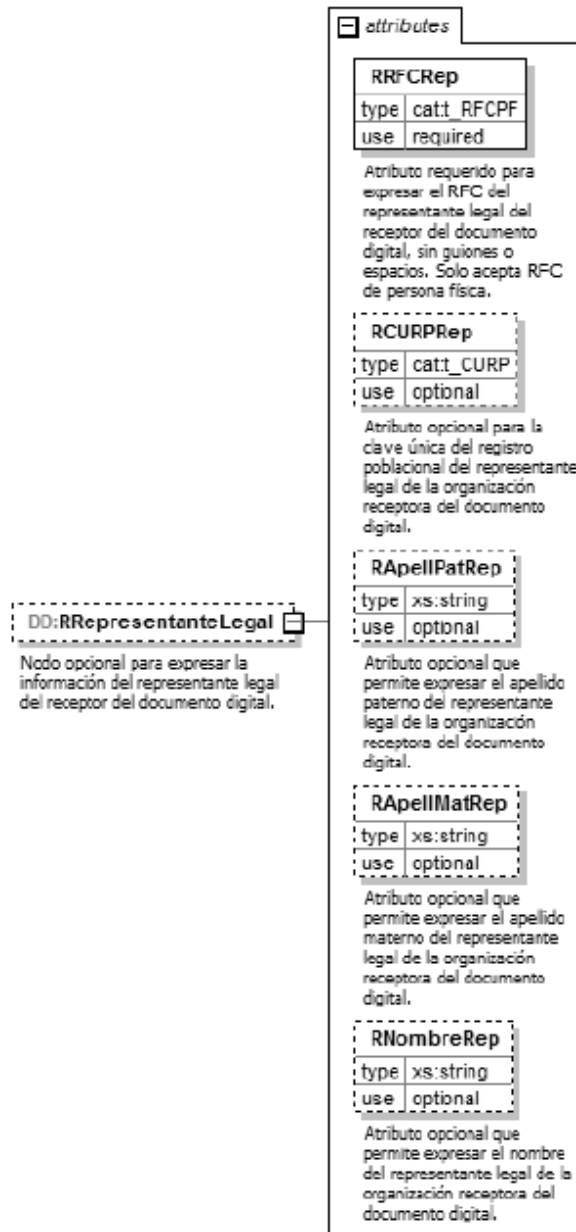 attributes
RRFCRep
type cat:t_RFCPF
use required
Atributo requerido para
expresar el RFC del
representante legal del
receptor del documento
digital, sin guiones o
espacios. Solo acepta RFC
de persona física.
RCURPRep
type cat:t_CURP
use optional
Atributo opcional para la
clave única del registro
poblacional del representante
legal de la organización
receptora del documento
digital.
RApellPatRep
type xs:string
use optional
Atributo opcional que
permite expresar el apellido
paterno del representante
legal de la organización
receptora del documento
digital.
DD:RRepresentanteLegal
Nodo opcional para expresar la
información del representante legal
del receptor del documento digital.
RApellMatRep
type xs:string
use optional
Atributo opcional que
permite expresar el apellido
materno del representante
legal de la organización
receptora del documento
digital.
RNombreRep
type xs:string
use optional
Atributo opcional que
permite expresar el nombre
del representante legal de la
organización receptora del
documento digital.